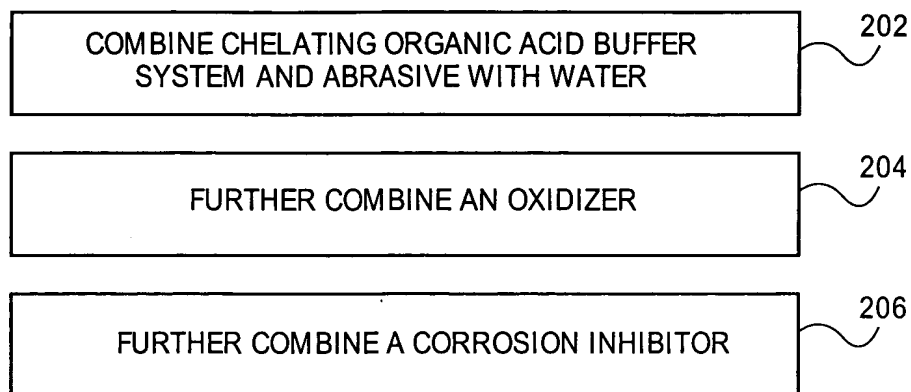 COMBINE CHELATING ORGANIC ACID BUFFER
SYSTEM AND ABRASIVE WITH WATER
202
FURTHER COMBINE AN OXIDIZER
204
FURTHER COMBINE A CORROSION INHIBITOR
206